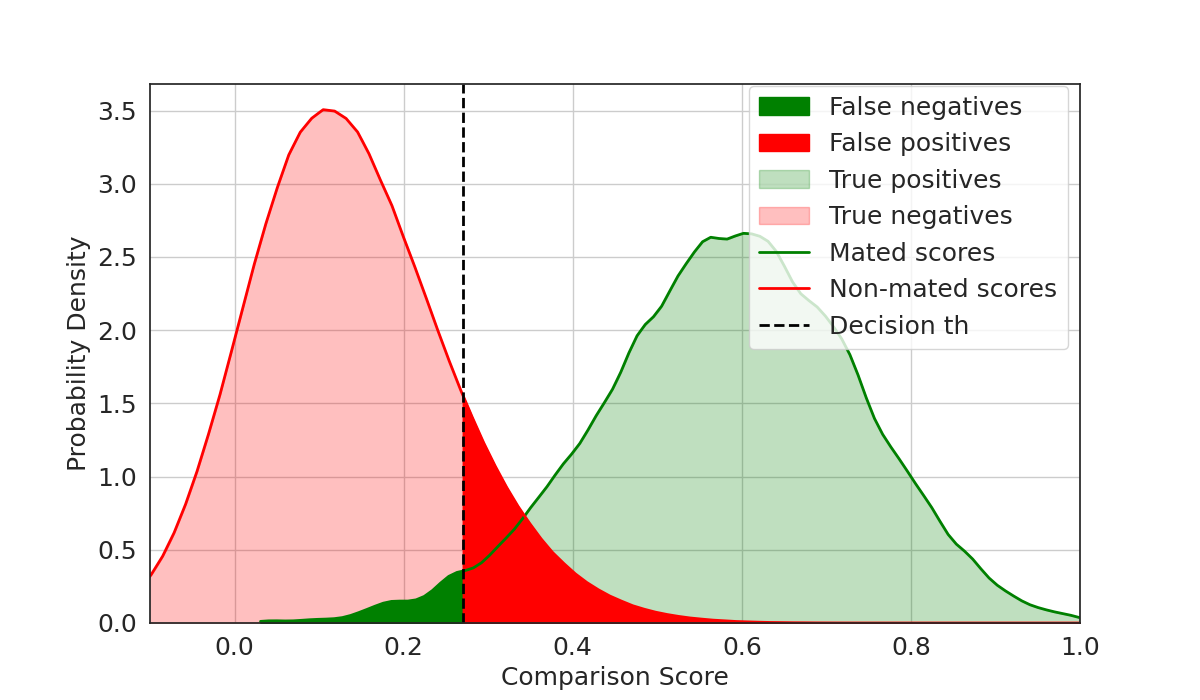 3.5
3.0
2.5
2.0
1.5
1.0
0.5
0.0
Probability Density
0.0 0.2 0.4 0.6 0.8 1.0
Comparison Score
False negatives
False positives
True positives
True negatives
Mated scores
Non-mated scores
Decision th